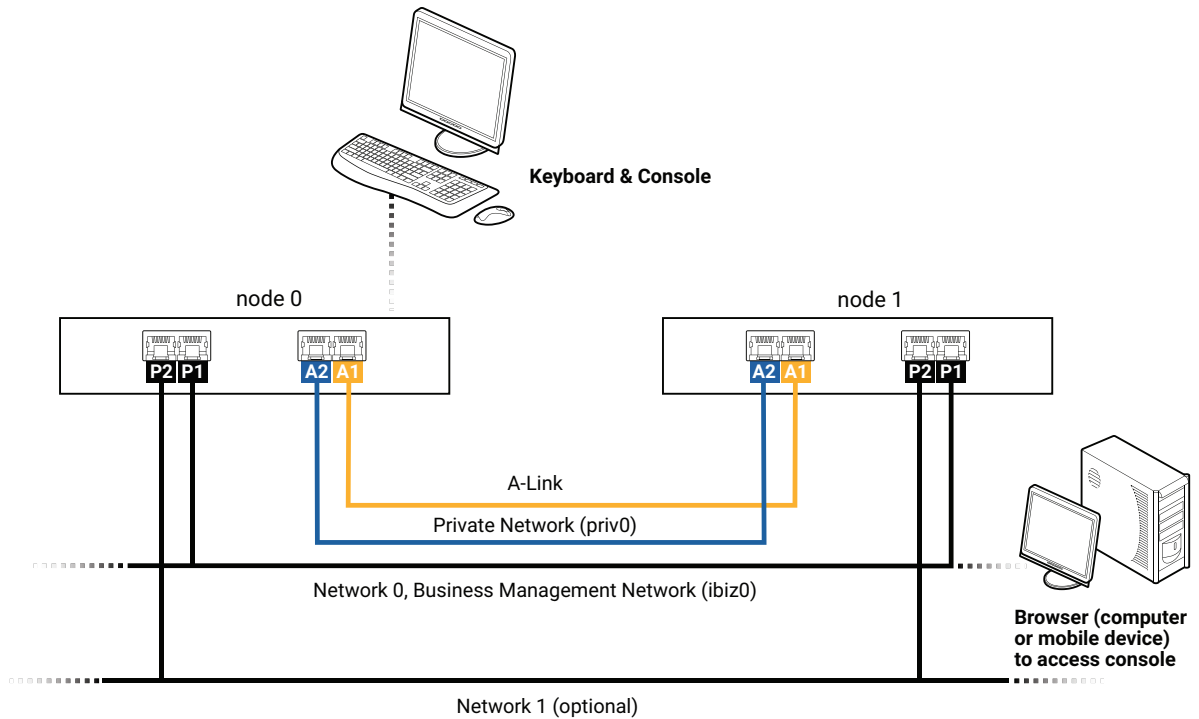 Keyboard & Console
node 0
node 1
P2 P1
A2 A1
A2 A1
P2 P1
A-Link
Private Network (priv0)
Network 0, Business Management Network (ibiz0)
Browser (computer
or mobile device)
to access console
Network 1 (optional)